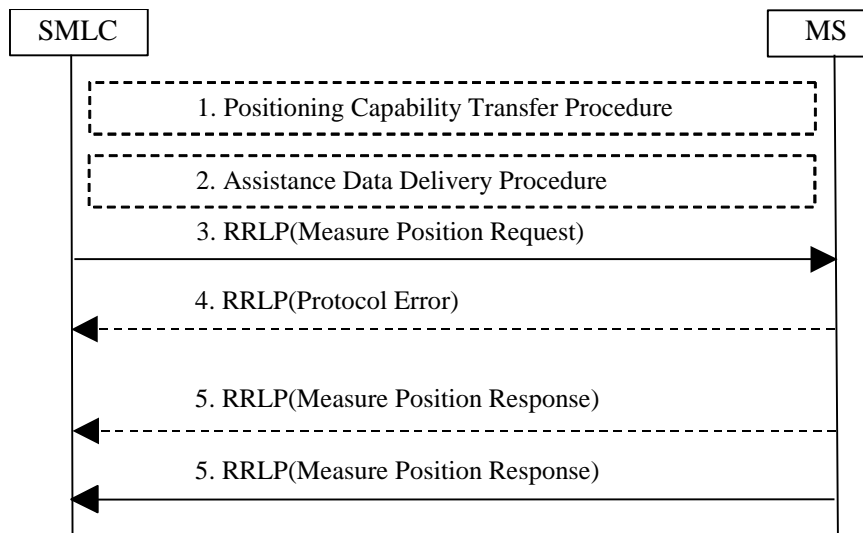 SMLC
MS
1. Positioning Capability Transfer Procedure
2. Assistance Data Delivery Procedure
3. RRLP(Measure Position Request)
4. RRLP(Protocol Error)
5. RRLP(Measure Position Response)
5. RRLP(Measure Position Response)